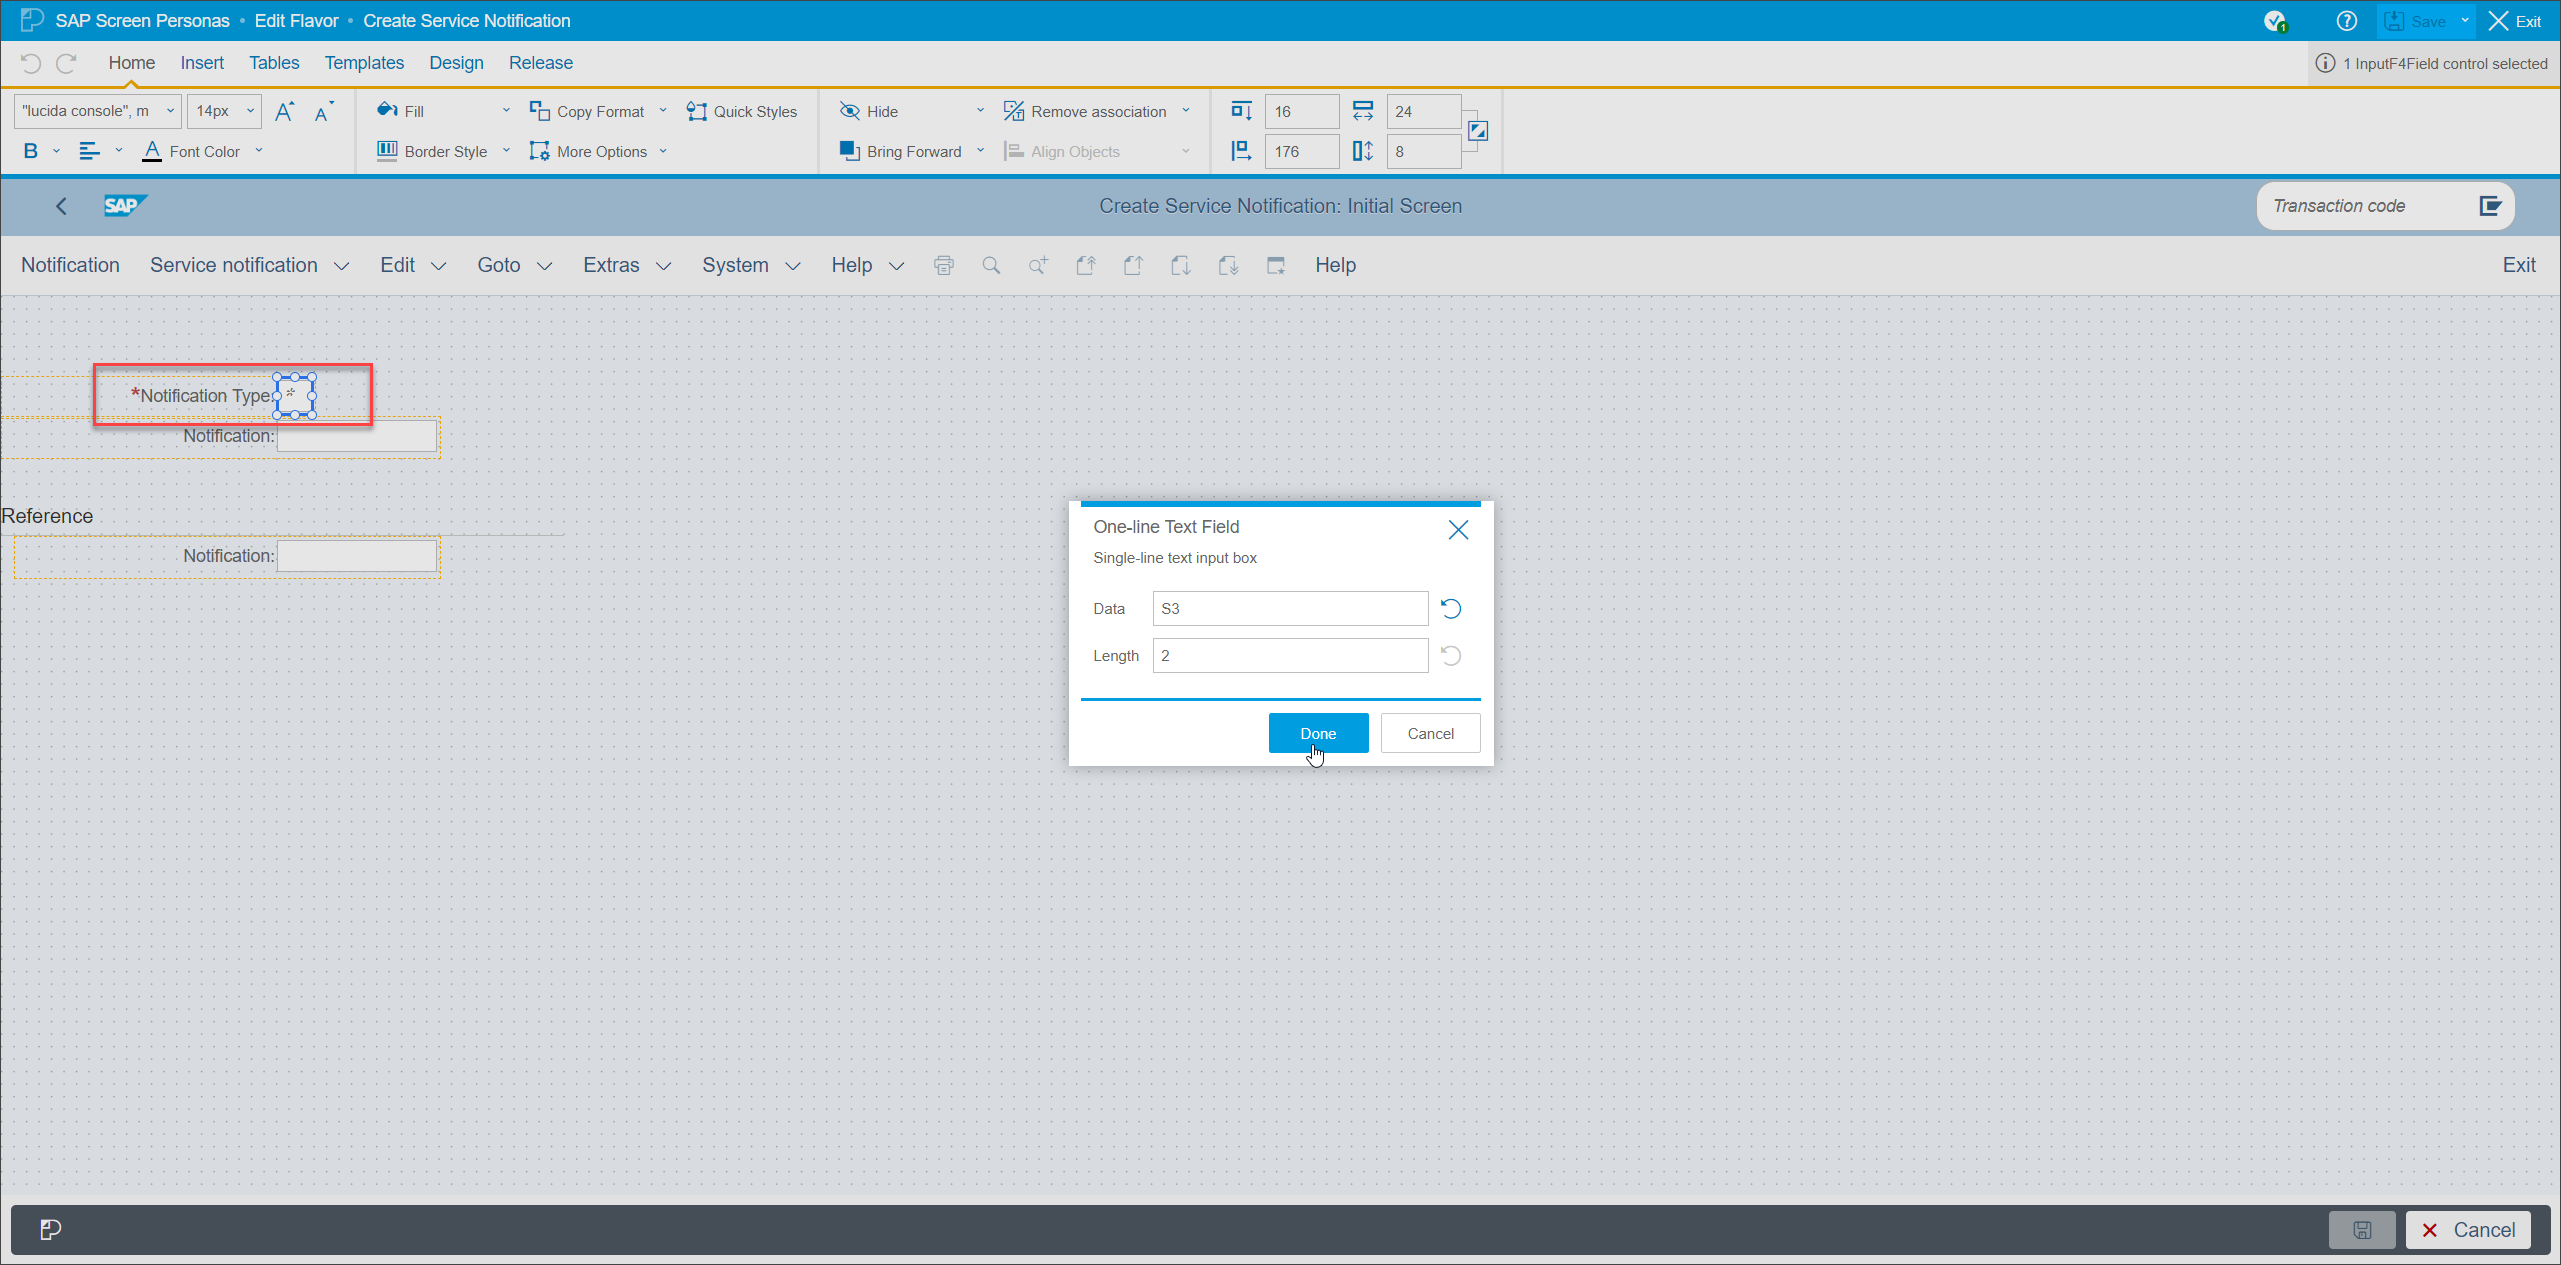 SAP Screen Personas • Edit Flavor • Create Service Notification
1
Save
Exit
Home Insert Tables Templates Design Release
1 InputF4Field control selected
"lucida console", m 14px Fill Copy Format Quick Styles Hide Remove association 16 24
B Font Color Border Style More Options Bring Forward Align Objects 176 8
SAP
Create Service Notification: Initial Screen
Transaction code
Notification Service notification Edit Goto Extras System Help Help Exit
*Notification Type:
Notification:
Reference
Notification:
One-line Text Field
Single-line text input box
Data S3
Length 2
Done Cancel
Cancel